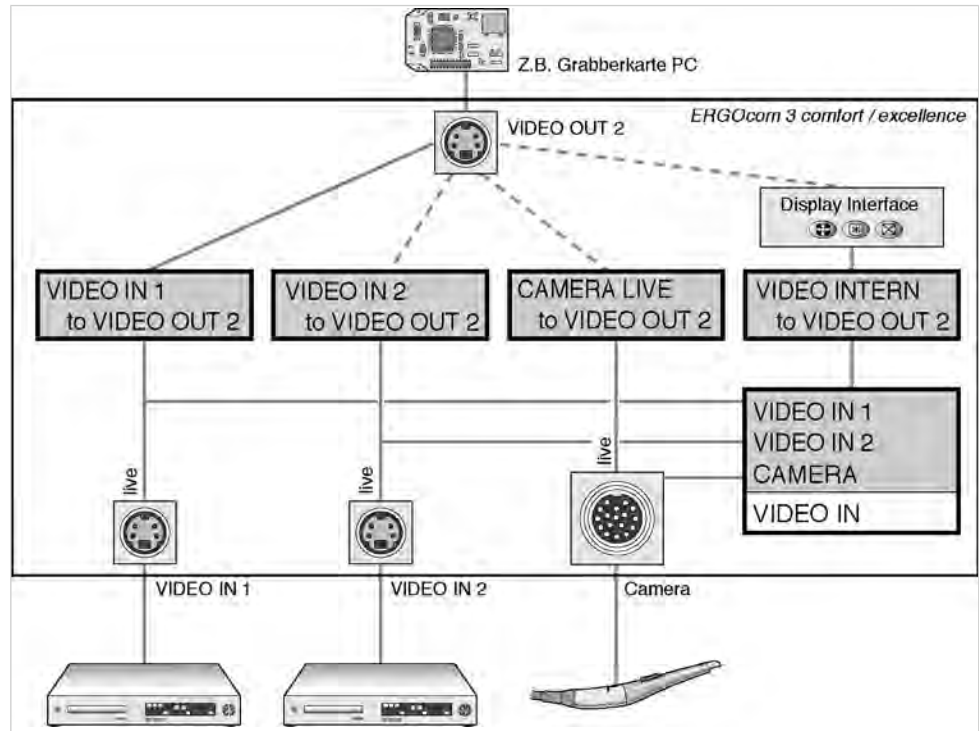 Z.B. Grabberkarte PC
ERGOcom 3 comfort / excellence
VIDEO OUT 2
Display Interface
VIDEO IN 1
to VIDEO OUT 2
VIDEO IN 2
to VIDEO OUT 2
CAMERA LIVE
to VIDEO OUT 2
VIDEO INTERN
to VIDEO OUT 2
VIDEO IN 1
VIDEO IN 2
CAMERA
VIDEO IN
live
live
live
VIDEO IN 1
VIDEO IN 2
Camera